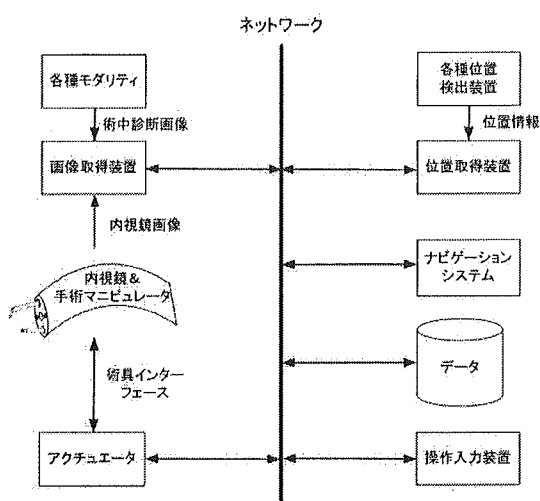 ネットワーク
各種モダリティ
術中診断画像
画像取得装置
内視鏡画像
内視鏡&
手術マニピュレータ
術具インター
フェース
アクチュエータ
各種位置
検出装置
位置情報
位置取得装置
ナビゲーション
システム
データ
操作入力装置